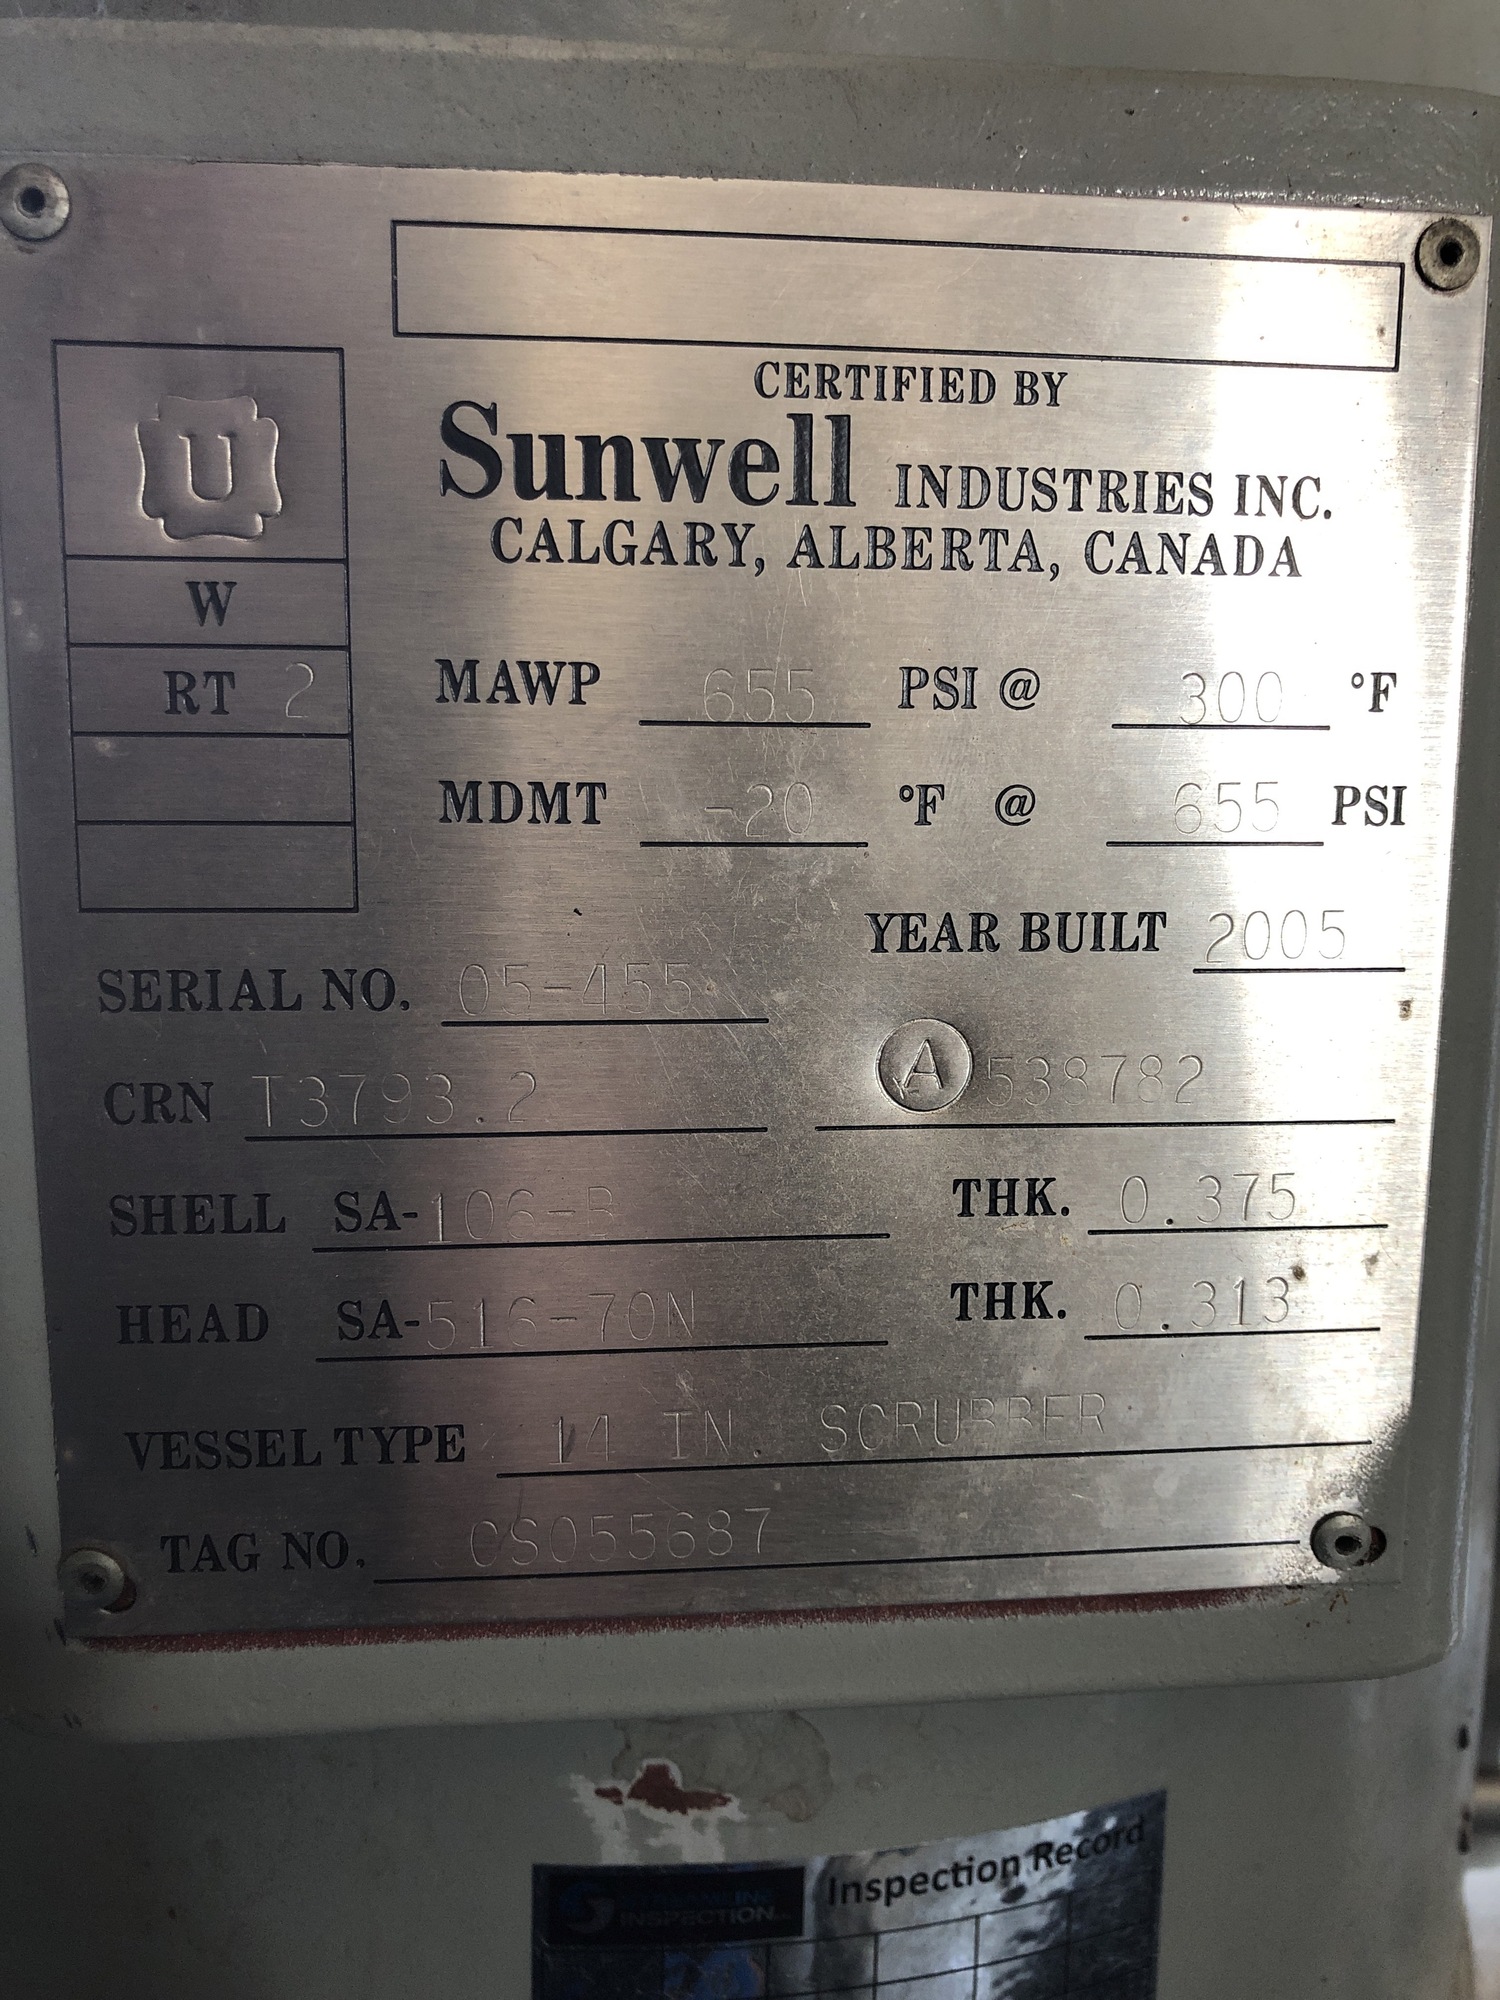 CERTIFIED BY
Sunwell INDUSTRIES INC.
CALGARY, ALBERTA, CANADA
U
W
RT 2
MAWP 655 PSI @ 300 °F
MDMT -20 °F @ 655 PSI
YEAR BUILT 2005
SERIAL NO. 05-455
CRN T3793.2 A 538782
SHELL SA-106-B THK. 0.375
HEAD SA-516-70N THK. 0.313
VESSEL TYPE 14 IN. SCRUBBER
TAG NO. CS055687
INSPECTION
Inspection Record